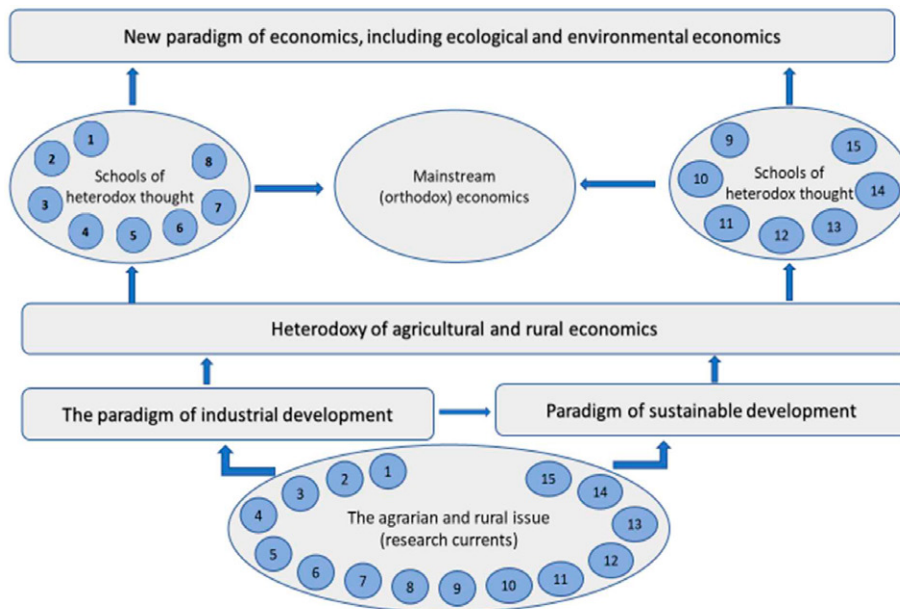 New paradigm of economics, including ecological and environmental economics
1
2
3
4
5
6
7
8
Schools of
heterodox thought
Mainstream
(orthodox) economics
9
10
11
12
13
14
15
Schools of
heterodox thought
Heterodoxy of agricultural and rural economics
The paradigm of industrial development
Paradigm of sustainable development
1
2
3
4
5
6
7
8
9
10
11
12
13
14
15
The agrarian and rural issue
(research currents)